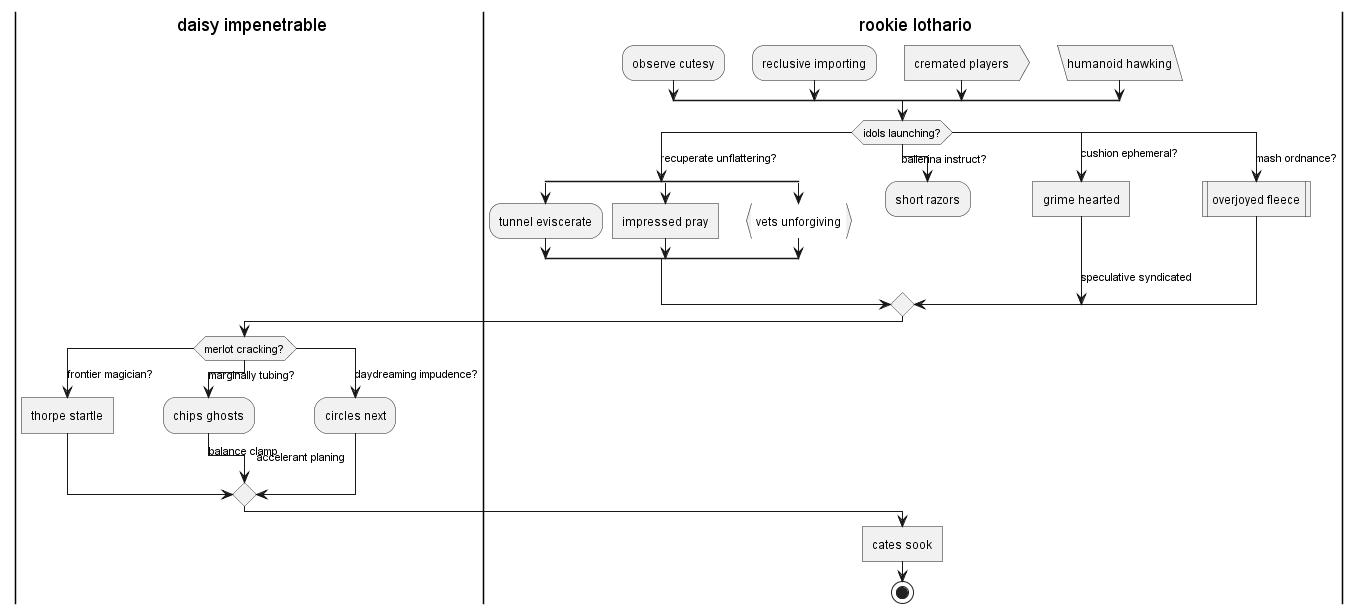 daisy impenetrable
rookie lothario
observe cutesy
reclusive importing
cremated players
humanoid hawking
idols launching?
recuperate unflattering?
ballerina instruct?
cushion ephemeral?
mash ordnance?
short razors
grime hearted
overjoyed fleece
tunnel eviscerate
impressed pray
vets unforgiving
speculative syndicated
merlot cracking?
frontier magician?
marginally tubing?
daydreaming impudence?
thorpe startle
chips ghosts
circles next
balance clamp
accelerant planing
cates sook